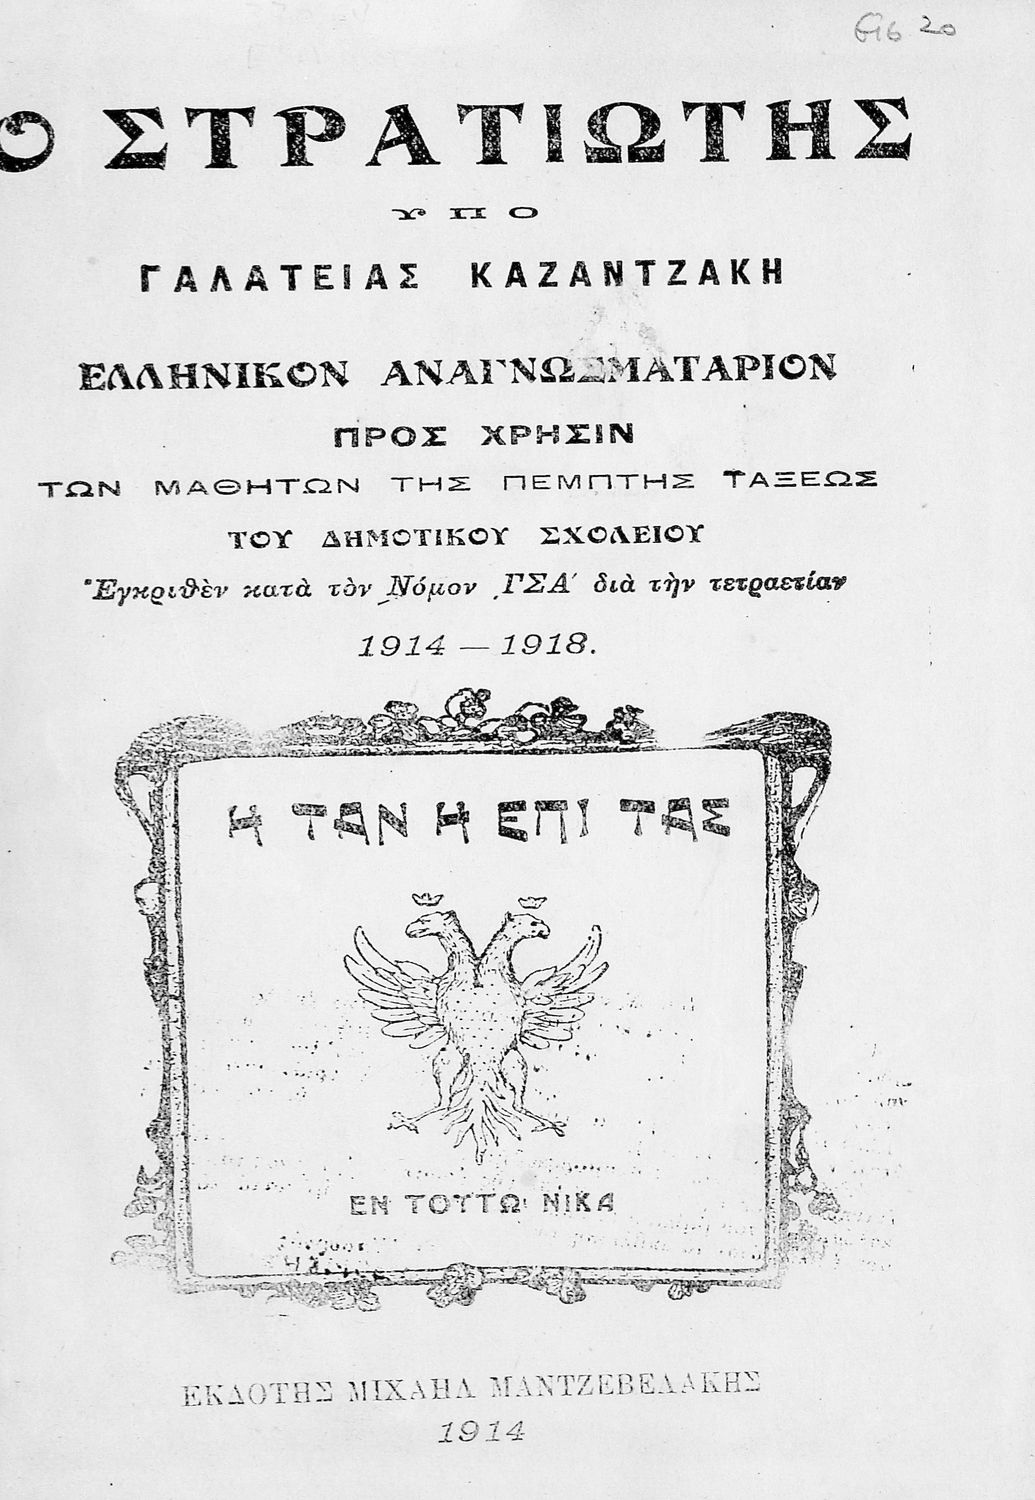 Ο ΣΤΡΑΤΙΩΤΗΣ
ΥΠΟ
ΓΑΛΑΤΕΙΑΣ ΚΑΖΑΝΤΖΑΚΗ
ΕΛΛΗΝΙΚΟΝ ΑΝΑΓΝΩΣΜΑΤΑΡΙΟΝ
ΠΡΟΣ ΧΡΗΣΙΝ
ΤΩΝ ΜΑΘΗΤΩΝ ΤΗΣ ΠΕΜΠΤΗΣ ΤΑΞΕΩΣ
ΤΟΥ ΔΗΜΟΤΙΚΟΥ ΣΧΟΛΕΙΟΥ
Ἐγκριθὲν κατὰ τὸν Νόμον ͵ΓΣΑ΄ διὰ τὴν τετραετίαν
1914 — 1918.
Η ΤΑΝ Η ΕΠΙ ΤΑΣ
ΕΝ ΤΟΥΤΩ ΝΙΚΑ
ΕΚΔΟΤΗΣ ΜΙΧΑΗΛ ΜΑΝΤΖΕΒΕΛΑΚΗΣ
1914